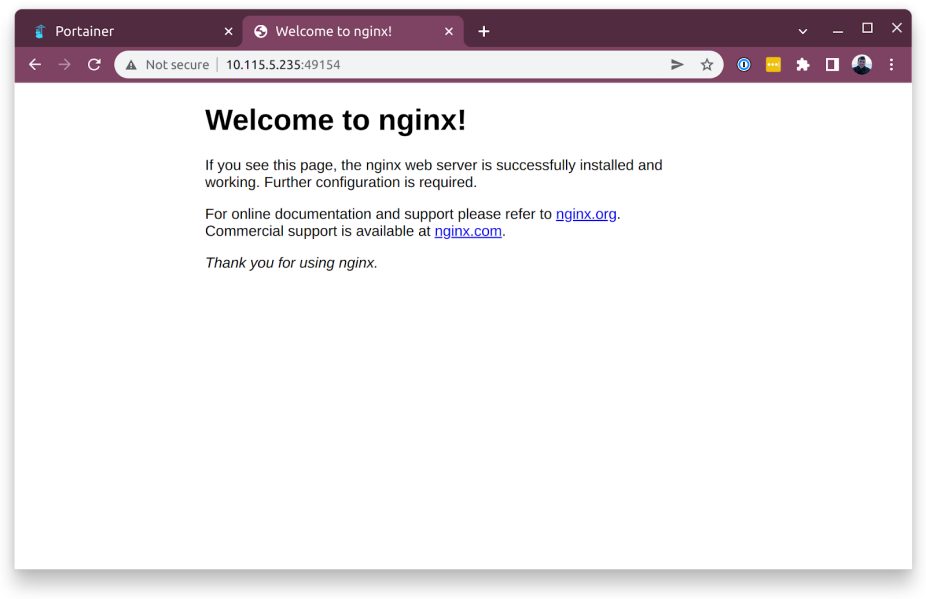 Portainer
Welcome to nginx!
Not secure 10.115.5.235:49154
Welcome to nginx!
If you see this page, the nginx web server is successfully installed and
working. Further configuration is required.
For online documentation and support please refer to nginx.org.
Commercial support is available at nginx.com.
Thank you for using nginx.